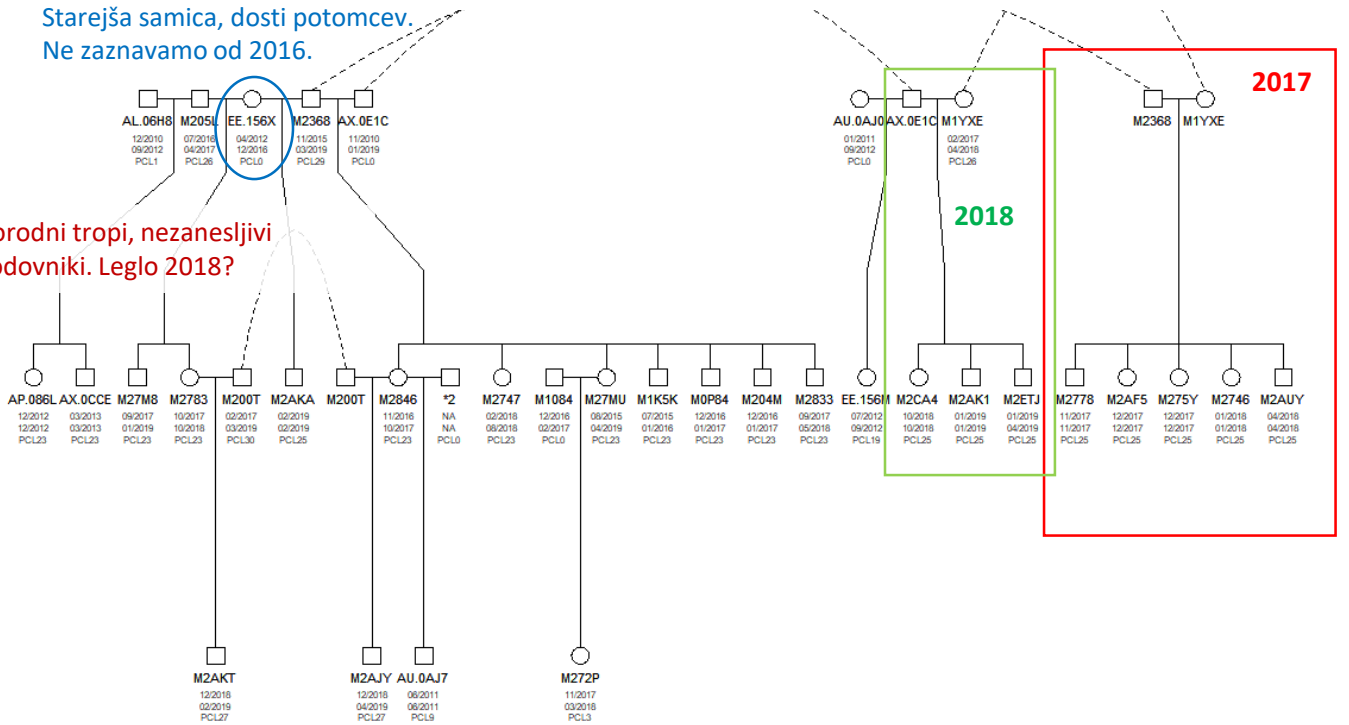 Starejša samica, dosti potomcev.
Ne zaznavamo od 2016.
2017
AL.06H8 M205L EE.156X M2368 AX.0E1C AU.0AJ0 AX.0E1C M1YXE M2368 M1YXE
12/2010 07/2016 04/2012 11/2015 11/2010 01/2011 02/2017
09/2012 04/2017 12/2016 03/2019 01/2019 09/2012 04/2018
PCL1 PCL26 PCL0 PCL29 PCL0 PCL0 PCL26
2018
orodni tropi, nezanesljivi
odovniki. Leglo 2018?
AP.086L AX.0CCE M27M8 M2783 M200T M2AKA M200T M2846 *2 M2747 M1084 M27MU M1K5K M0P84 M204M M2833 EE.156M M2CA4 M2AK1 M2ETJ M2778 M2AF5 M275Y M2746 M2AUY
12/2012 03/2013 09/2017 10/2017 02/2017 02/2019 11/2016 NA 02/2018 12/2016 08/2015 07/2015 12/2016 12/2016 09/2017 07/2012 10/2018 01/2019 01/2019 11/2017 12/2017 12/2017 01/2018 04/2018
12/2012 03/2013 01/2019 10/2018 03/2019 02/2019 10/2017 NA 08/2018 02/2017 04/2019 01/2016 01/2017 01/2017 05/2018 09/2012 10/2018 01/2019 04/2019 11/2017 12/2017 12/2017 01/2018 04/2018
PCL23 PCL23 PCL23 PCL23 PCL30 PCL25 PCL23 PCL0 PCL23 PCL0 PCL23 PCL23 PCL23 PCL23 PCL23 PCL19 PCL25 PCL25 PCL25 PCL25 PCL25 PCL25 PCL25 PCL25
M2AKT M2AJY AU.0AJ7 M272P
12/2018 12/2018 06/2011 11/2017
02/2019 04/2019 06/2011 03/2018
PCL27 PCL27 PCL9 PCL3